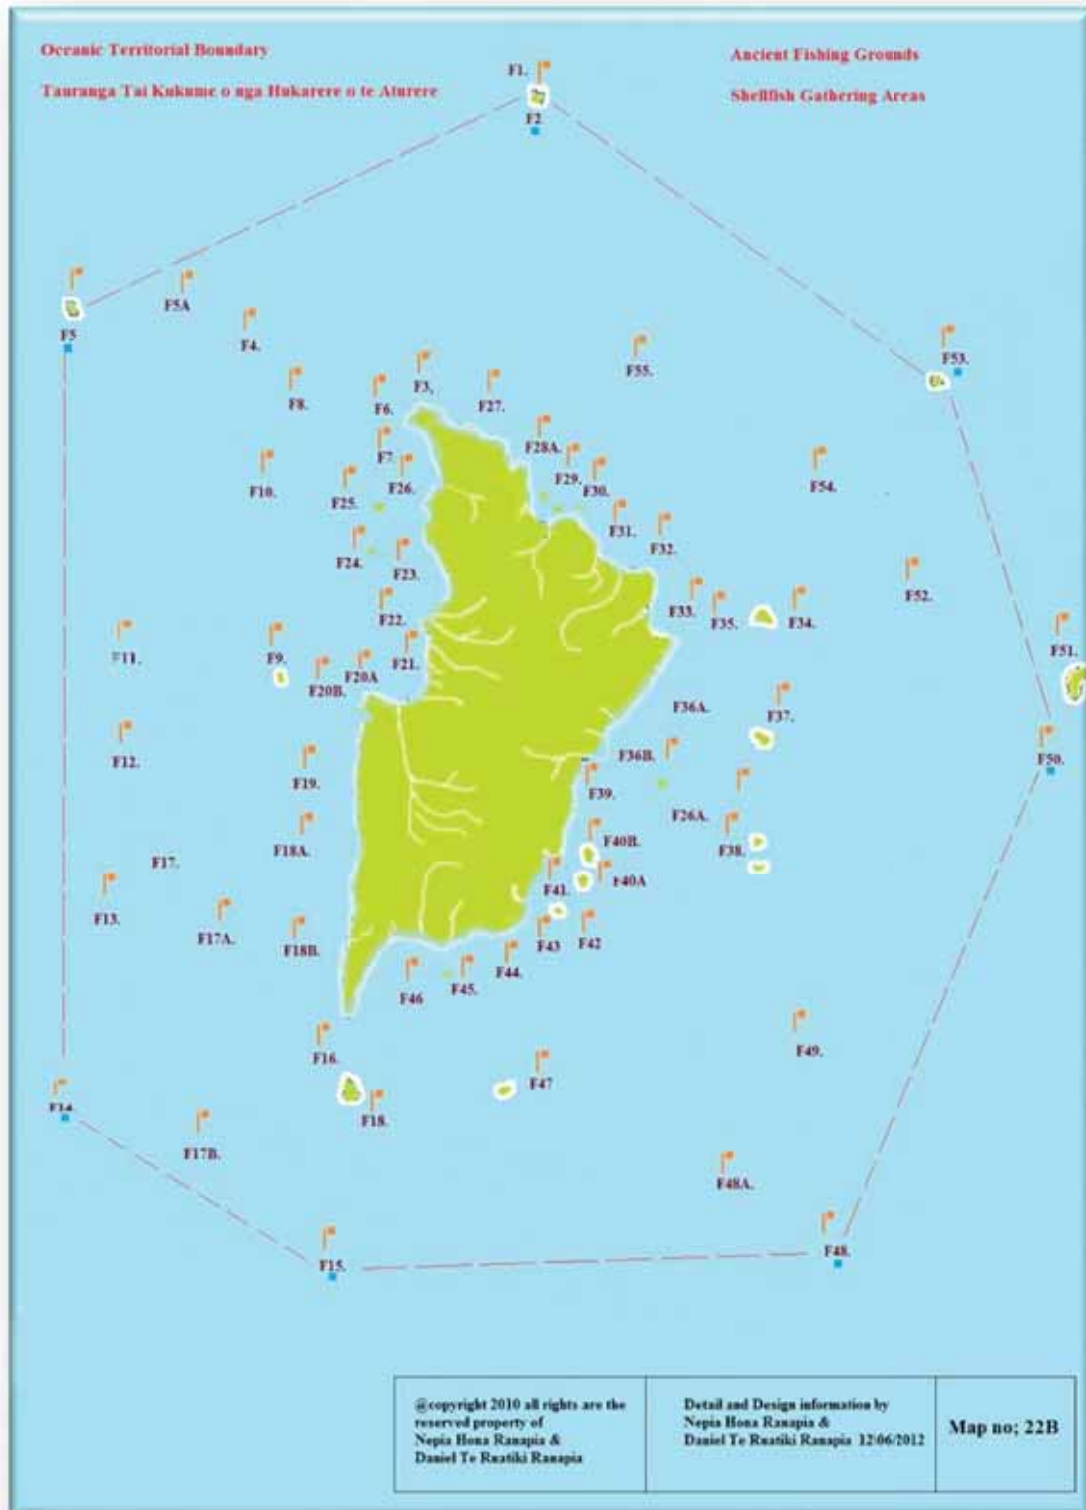 Oceanic Territorial Boundary
Tauranga Tai Kukume o nga Hukarere o te Aturere
Ancient Fishing Grounds
Shellfish Gathering Areas
F1.
F2
F5A
F5
F4.
F53.
F55.
F3,
F8.
F6.
F27.
F28A.
F7
F26.
F29.
F30.
F10.
F25.
F54.
F31.
F32.
F24.
F23.
F52.
F22.
F33.
F35.
F34.
F51.
F11.
F9.
F21.
F20A
F20B.
F36A.
F37.
F12.
F36B.
F50.
F19.
F39.
F26A.
F18A.
F40B.
F38.
F17.
F41.
F40A
F13.
F17A.
F18B.
F43
F42
F44.
F46
F45.
F16.
F49.
F47
F14.
F18.
F17B.
F48A.
F15.
F48.
@copyright 2010 all rights are the
reserved property of
Nepia Hona Ranapia &
Daniel Te Ruatiki Ranapia
Detail and Design information by
Nepia Hona Ranapia &
Daniel Te Ruatiki Ranapia 12/06/2012
Map no; 22B